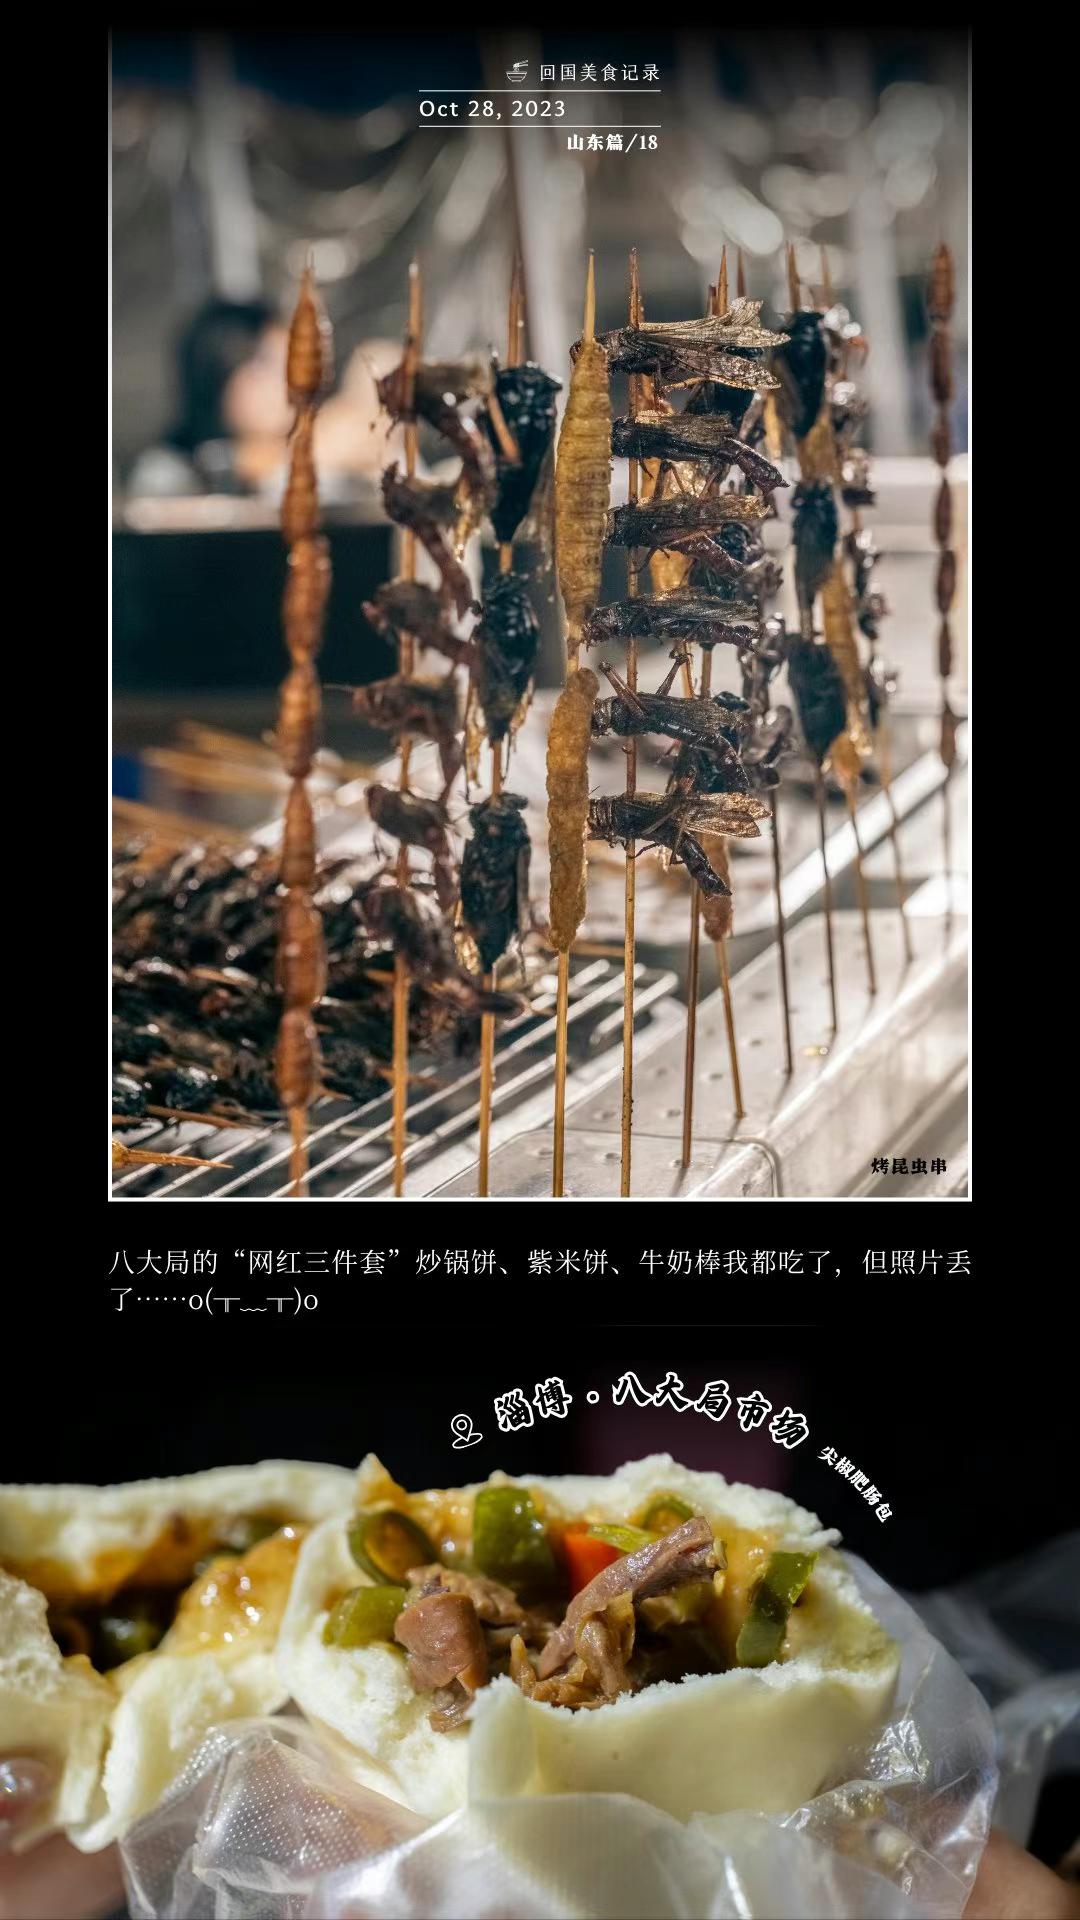 回国美食记录
Oct 28, 2023
山东篇/18
烤昆虫串
八大局的“网红三件套”炒锅饼、紫米饼、牛奶棒我都吃了，但照片丢
了……o(╥﹏╥)o
淄博·八大局市场
尖椒肥肠包